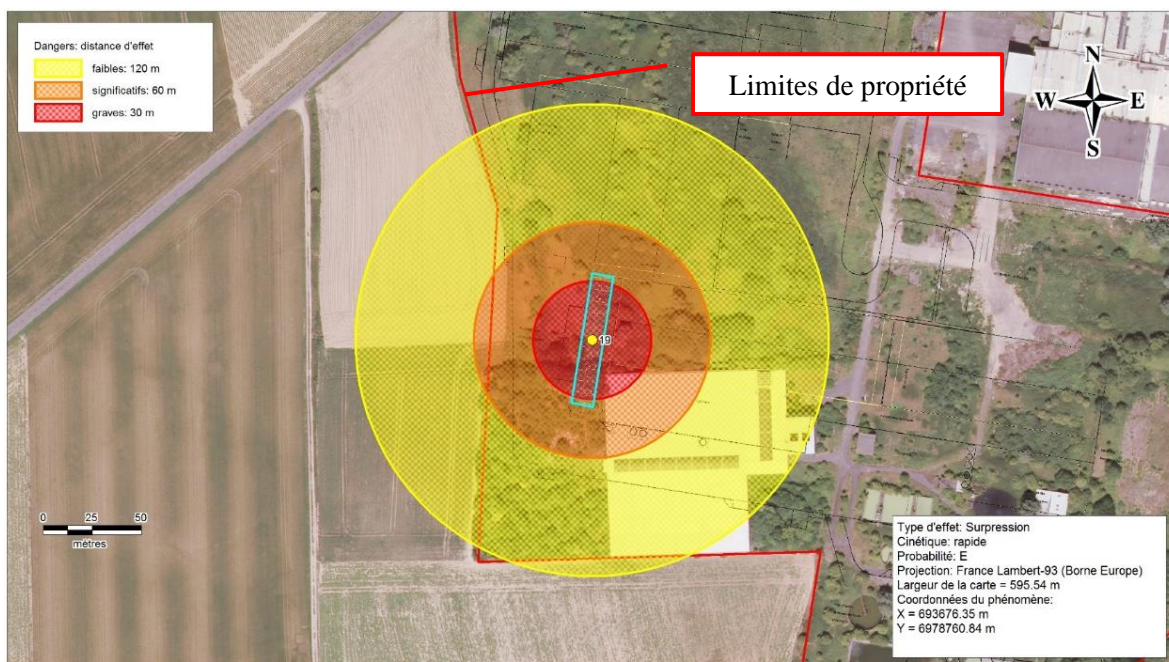 Dangers: distance d'effet
faibles: 120 m
significatifs: 60 m
graves: 30 m
Limites de propriété
N
W E
S
19
0 25 50
mètres
Type d'effet: Surpression
Cinétique: rapide
Probabilité: E
Projection: France Lambert-93 (Borne Europe)
Largeur de la carte = 595.54 m
Coordonnées du phénomène:
X = 693676.35 m
Y = 6978760.84 m